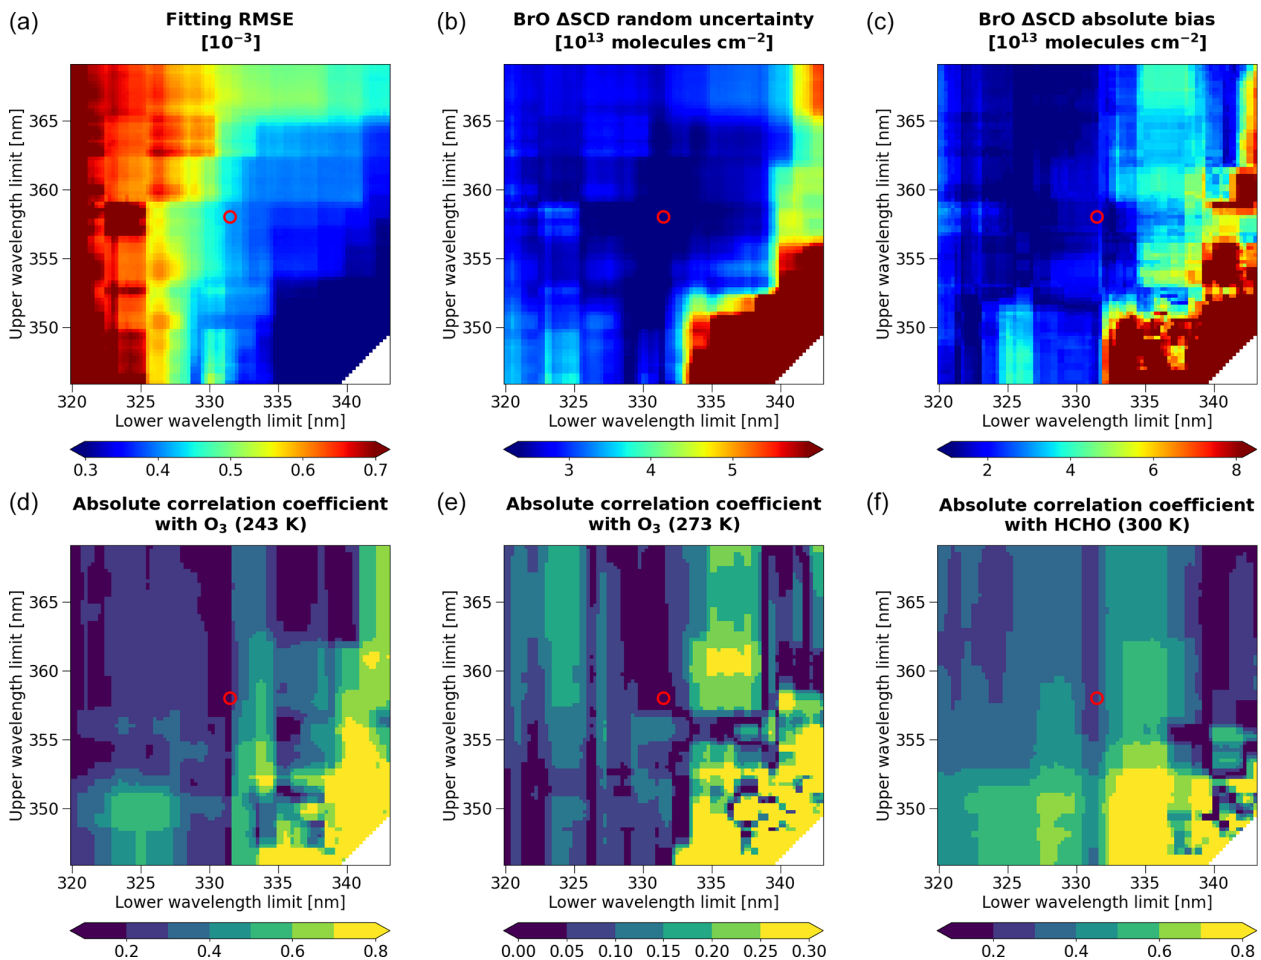 (a)
Fitting RMSE
[10⁻³]
Upper wavelength limit [nm]
365
360
355
350
320 325 330 335 340
Lower wavelength limit [nm]
0.3 0.4 0.5 0.6 0.7
(b)
BrO ΔSCD random uncertainty
[10¹³ molecules cm⁻²]
Upper wavelength limit [nm]
365
360
355
350
320 325 330 335 340
Lower wavelength limit [nm]
3 4 5
(c)
BrO ΔSCD absolute bias
[10¹³ molecules cm⁻²]
Upper wavelength limit [nm]
365
360
355
350
320 325 330 335 340
Lower wavelength limit [nm]
2 4 6 8
(d)
Absolute correlation coefficient
with O₃ (243 K)
Upper wavelength limit [nm]
365
360
355
350
320 325 330 335 340
Lower wavelength limit [nm]
0.2 0.4 0.6 0.8
(e)
Absolute correlation coefficient
with O₃ (273 K)
Upper wavelength limit [nm]
365
360
355
350
320 325 330 335 340
Lower wavelength limit [nm]
0.00 0.05 0.10 0.15 0.20 0.25 0.30
(f)
Absolute correlation coefficient
with HCHO (300 K)
Upper wavelength limit [nm]
365
360
355
350
320 325 330 335 340
Lower wavelength limit [nm]
0.2 0.4 0.6 0.8